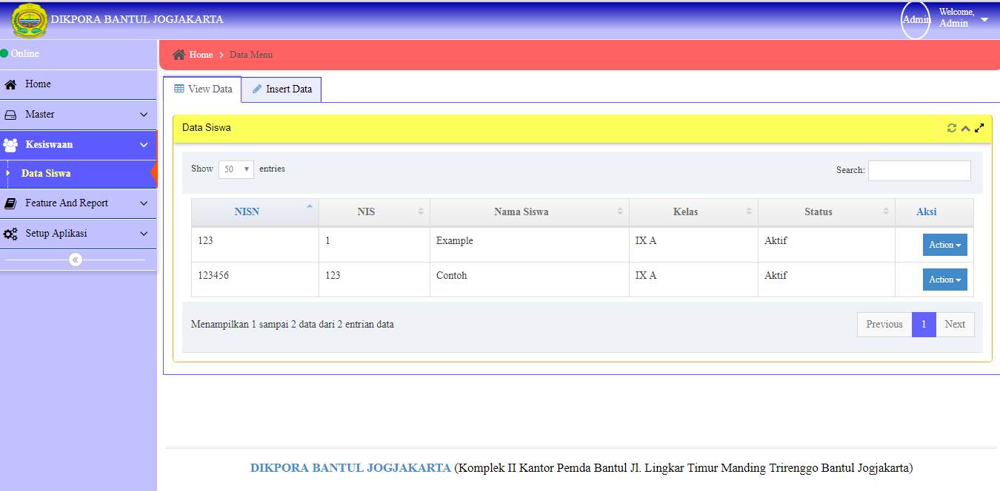 DIKPORA BANTUL JOGJAKARTA
Admin
Welcome,
Admin
Online
Home
Master
Kesiswaan
Data Siswa
Feature And Report
Setup Aplikasi
Home > Data Menu
View Data
Insert Data
Data Siswa
Show 50 entries
Search:
NISN NIS Nama Siswa Kelas Status Aksi
123 1 Example IX A Aktif Action
123456 123 Contoh IX A Aktif Action
Menampilkan 1 sampai 2 data dari 2 entrian data
Previous 1 Next
DIKPORA BANTUL JOGJAKARTA (Komplek II Kantor Pemda Bantul Jl. Lingkar Timur Manding Trirenggo Bantul Jogjakarta)